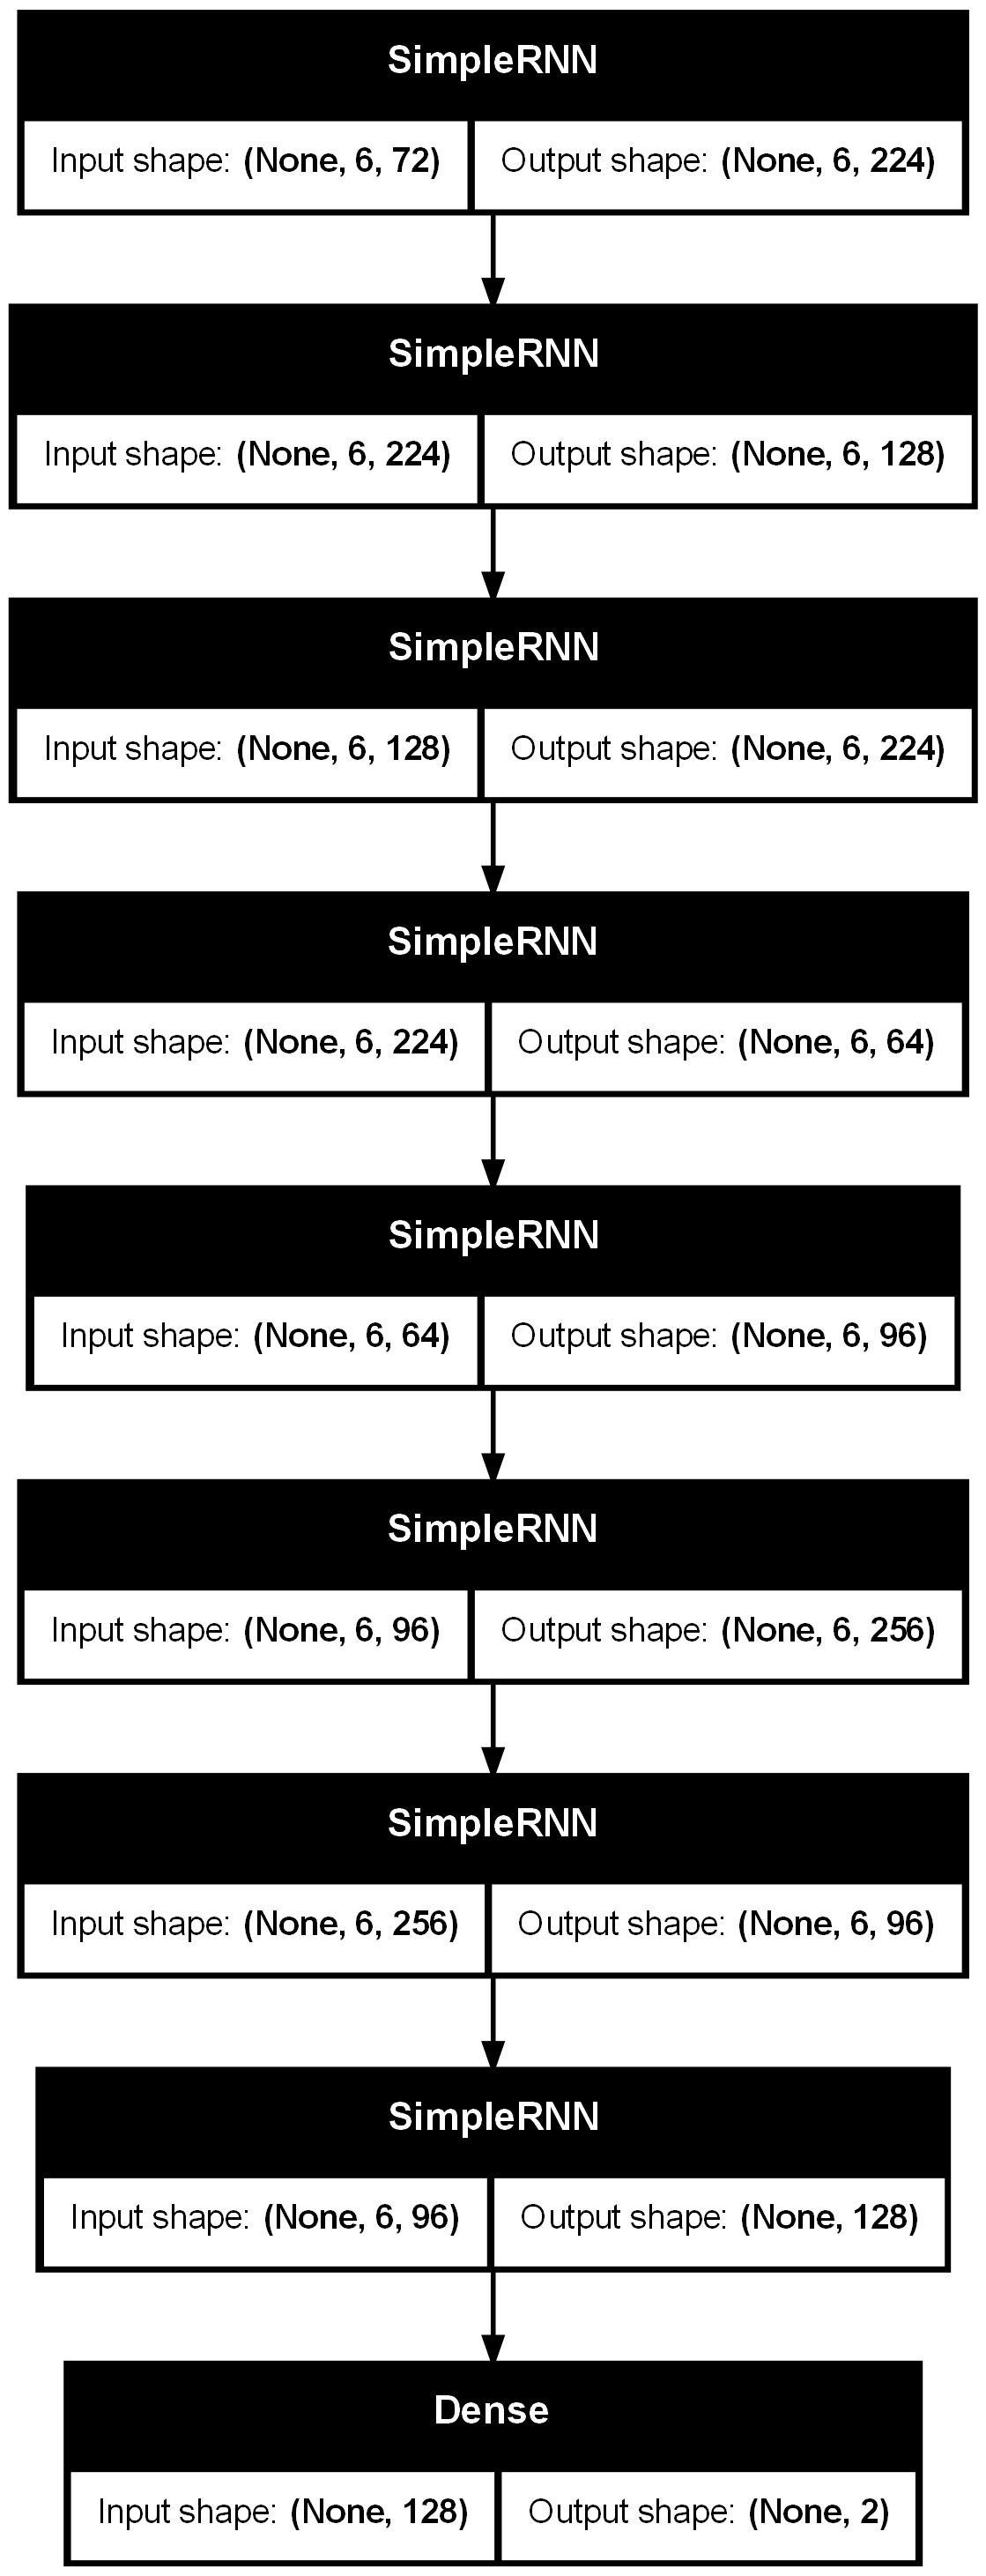 SimpleRNN
Input shape: (None, 6, 72) Output shape: (None, 6, 224)
SimpleRNN
Input shape: (None, 6, 224) Output shape: (None, 6, 128)
SimpleRNN
Input shape: (None, 6, 128) Output shape: (None, 6, 224)
SimpleRNN
Input shape: (None, 6, 224) Output shape: (None, 6, 64)
SimpleRNN
Input shape: (None, 6, 64) Output shape: (None, 6, 96)
SimpleRNN
Input shape: (None, 6, 96) Output shape: (None, 6, 256)
SimpleRNN
Input shape: (None, 6, 256) Output shape: (None, 6, 96)
SimpleRNN
Input shape: (None, 6, 96) Output shape: (None, 128)
Dense
Input shape: (None, 128) Output shape: (None, 2)